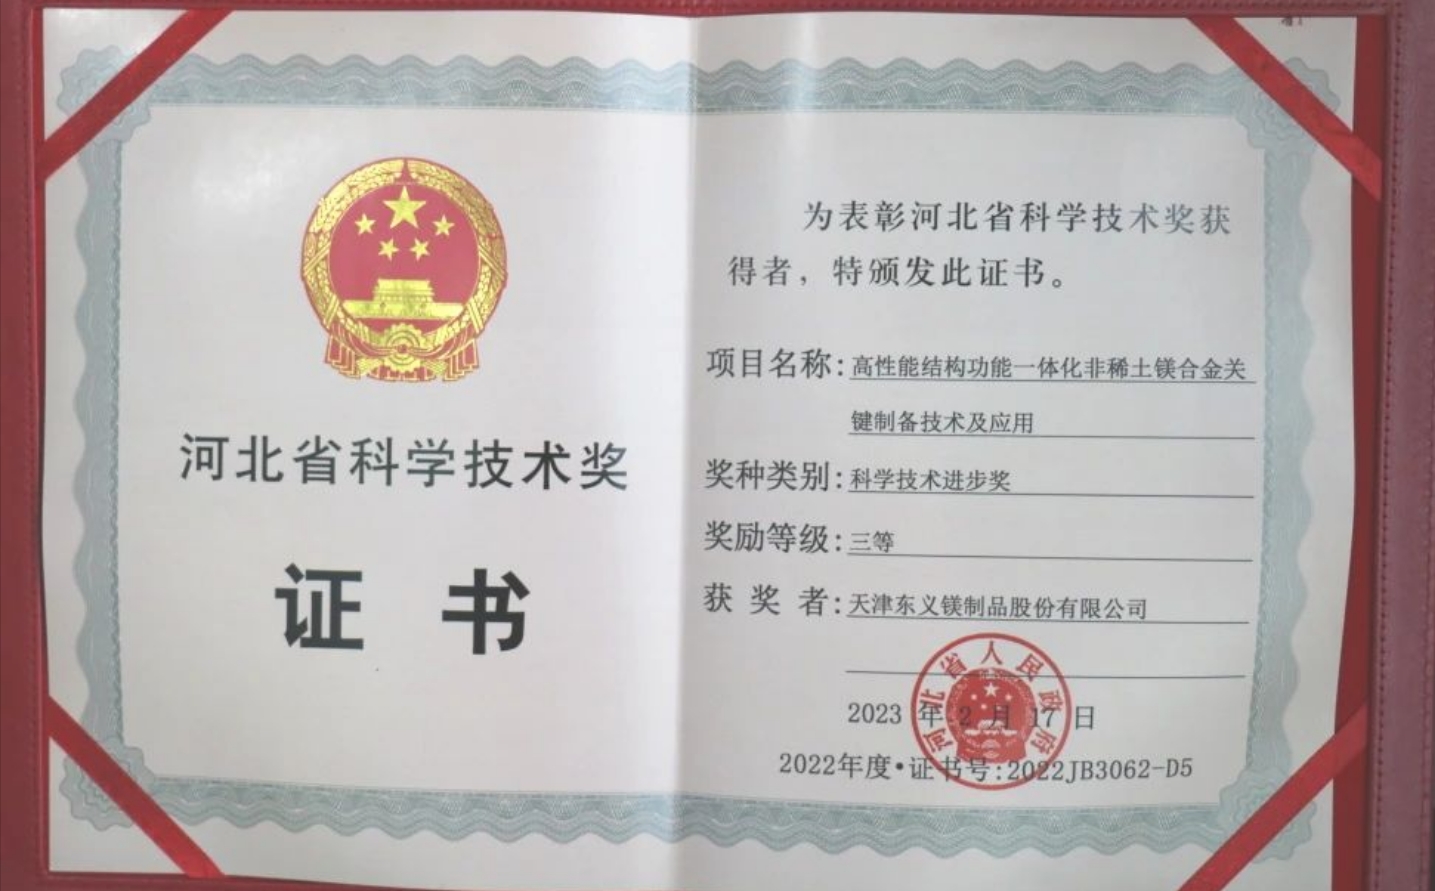 河北省科学技术奖
证书
为表彰河北省科学技术奖获
得者，特颁发此证书。
项目名称:高性能结构功能一体化非稀土镁合金关
键制备技术及应用
奖种类别:科学技术进步奖
奖励等级:三等
获奖者:天津东义镁制品股份有限公司
河北省人民政府
2023年2月17日
2022年度•证书号:2022JB3062-D5